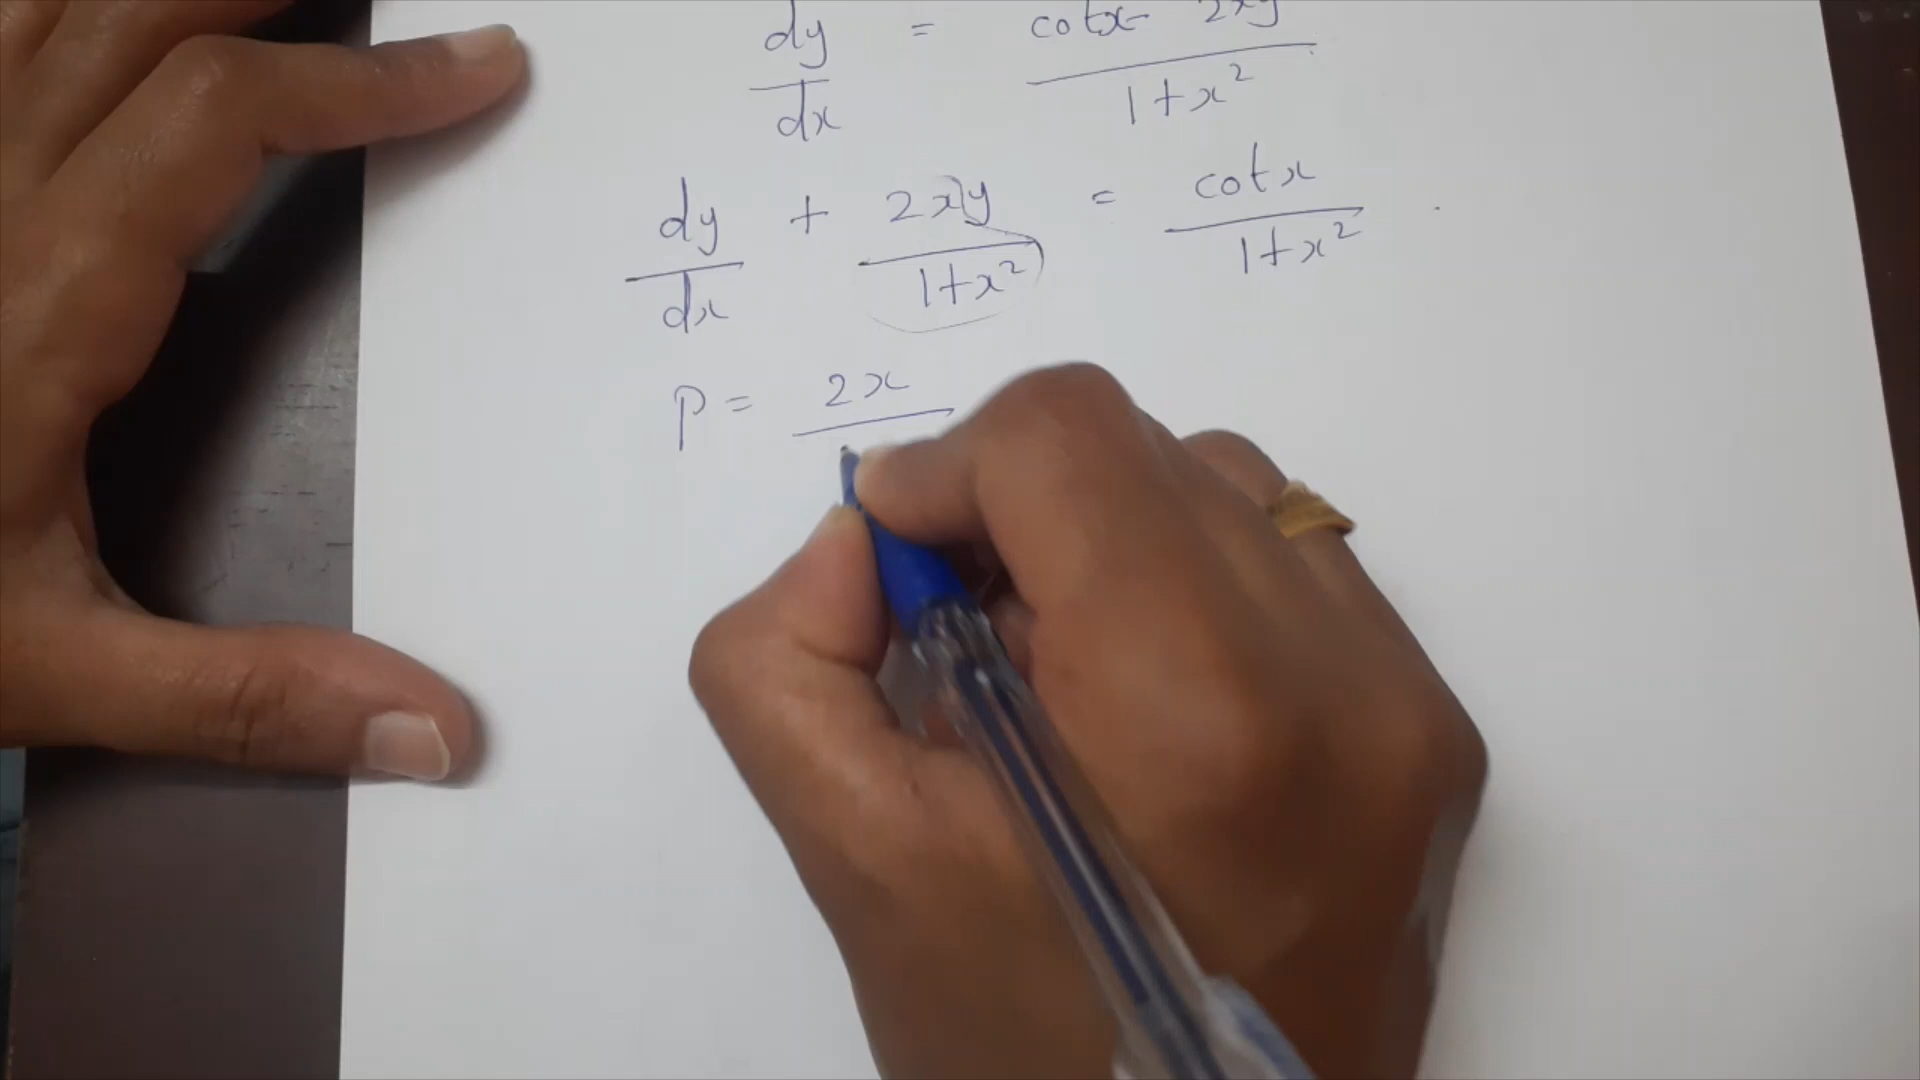 dy/dx = cotx - 2xy/1+x²
dy/dx + 2xy/1+x² = cotx/1+x²
P = 2x